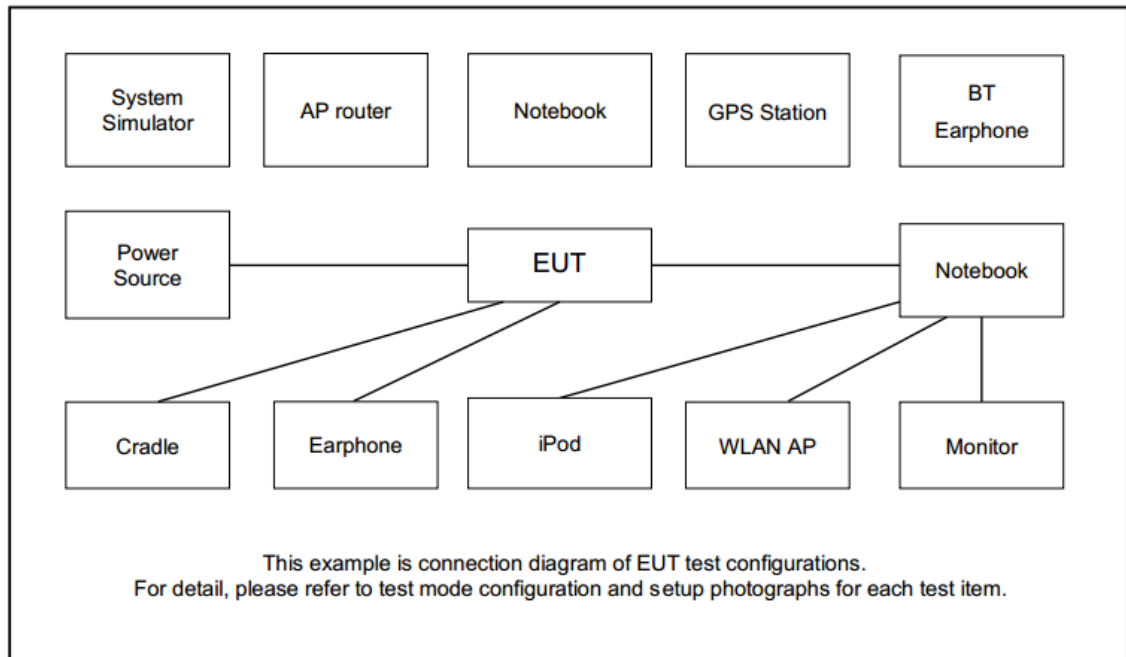 System
Simulator
AP router
Notebook
GPS Station
BT
Earphone
Power
Source
EUT
Notebook
Cradle
Earphone
iPod
WLAN AP
Monitor
This example is connection diagram of EUT test configurations.
For detail, please refer to test mode configuration and setup photographs for each test item.